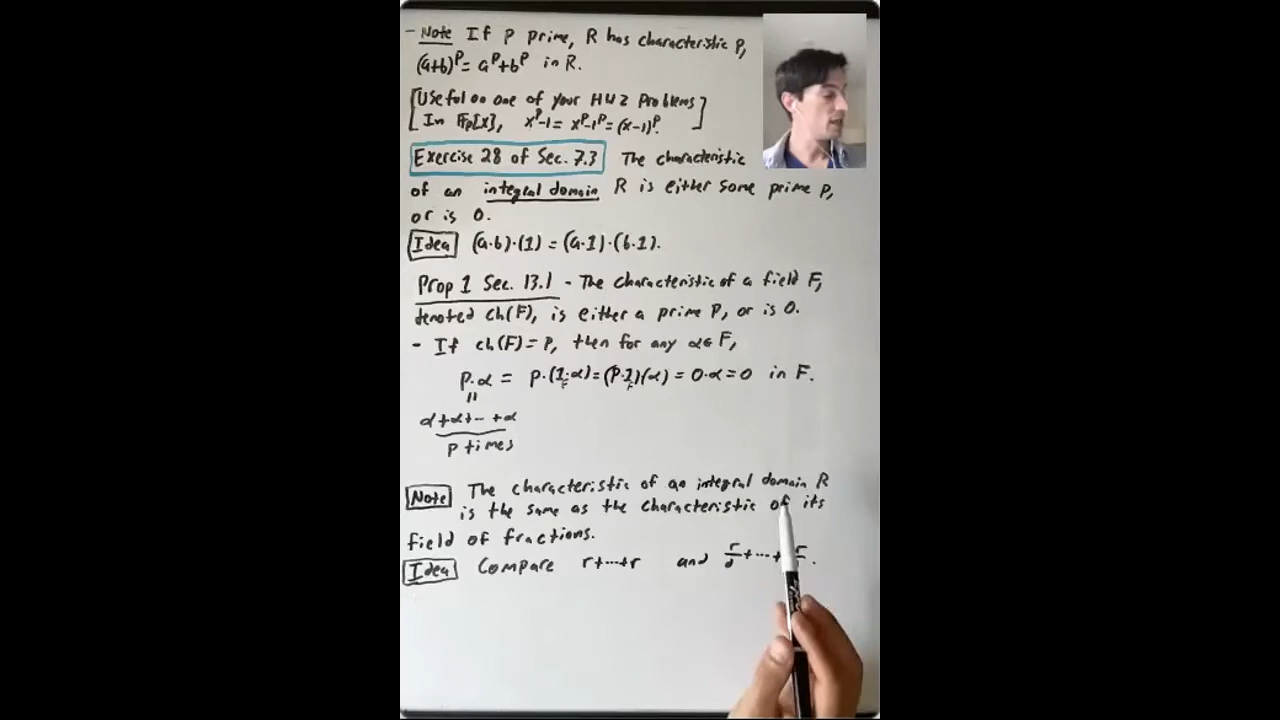 - Note If p prime, R has characteristic p,
(a+b)^p = a^p + b^p in R.
[Useful on one of your HW2 Problems
In F_p[x], x^p-1 = x^p-1^p = (x-1)^p.]
Exercise 28 of Sec. 7.3 The characteristic
of an integral domain R is either some prime p,
or is 0.
Idea (a·b)·(1) = (a·1)·(b·1).
Prop 1 Sec. 13.1 - The characteristic of a field F,
denoted ch(F), is either a prime p, or is 0.
- If ch(F) = p, then for any α∈F,
p·α = p·(1_F·α) = (p·1_F)(α) = 0·α = 0 in F.
||
α+α+···+α
p times
Note The characteristic of an integral domain R
is the same as the characteristic of its
field of fractions.
Idea Compare r+···+r and r/d+···+ r